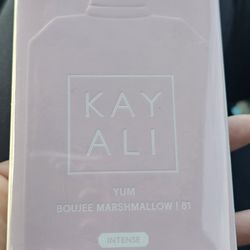 KAY
ALI
YUM
BOUJEE MARSHMALLOW | 81
INTENSE